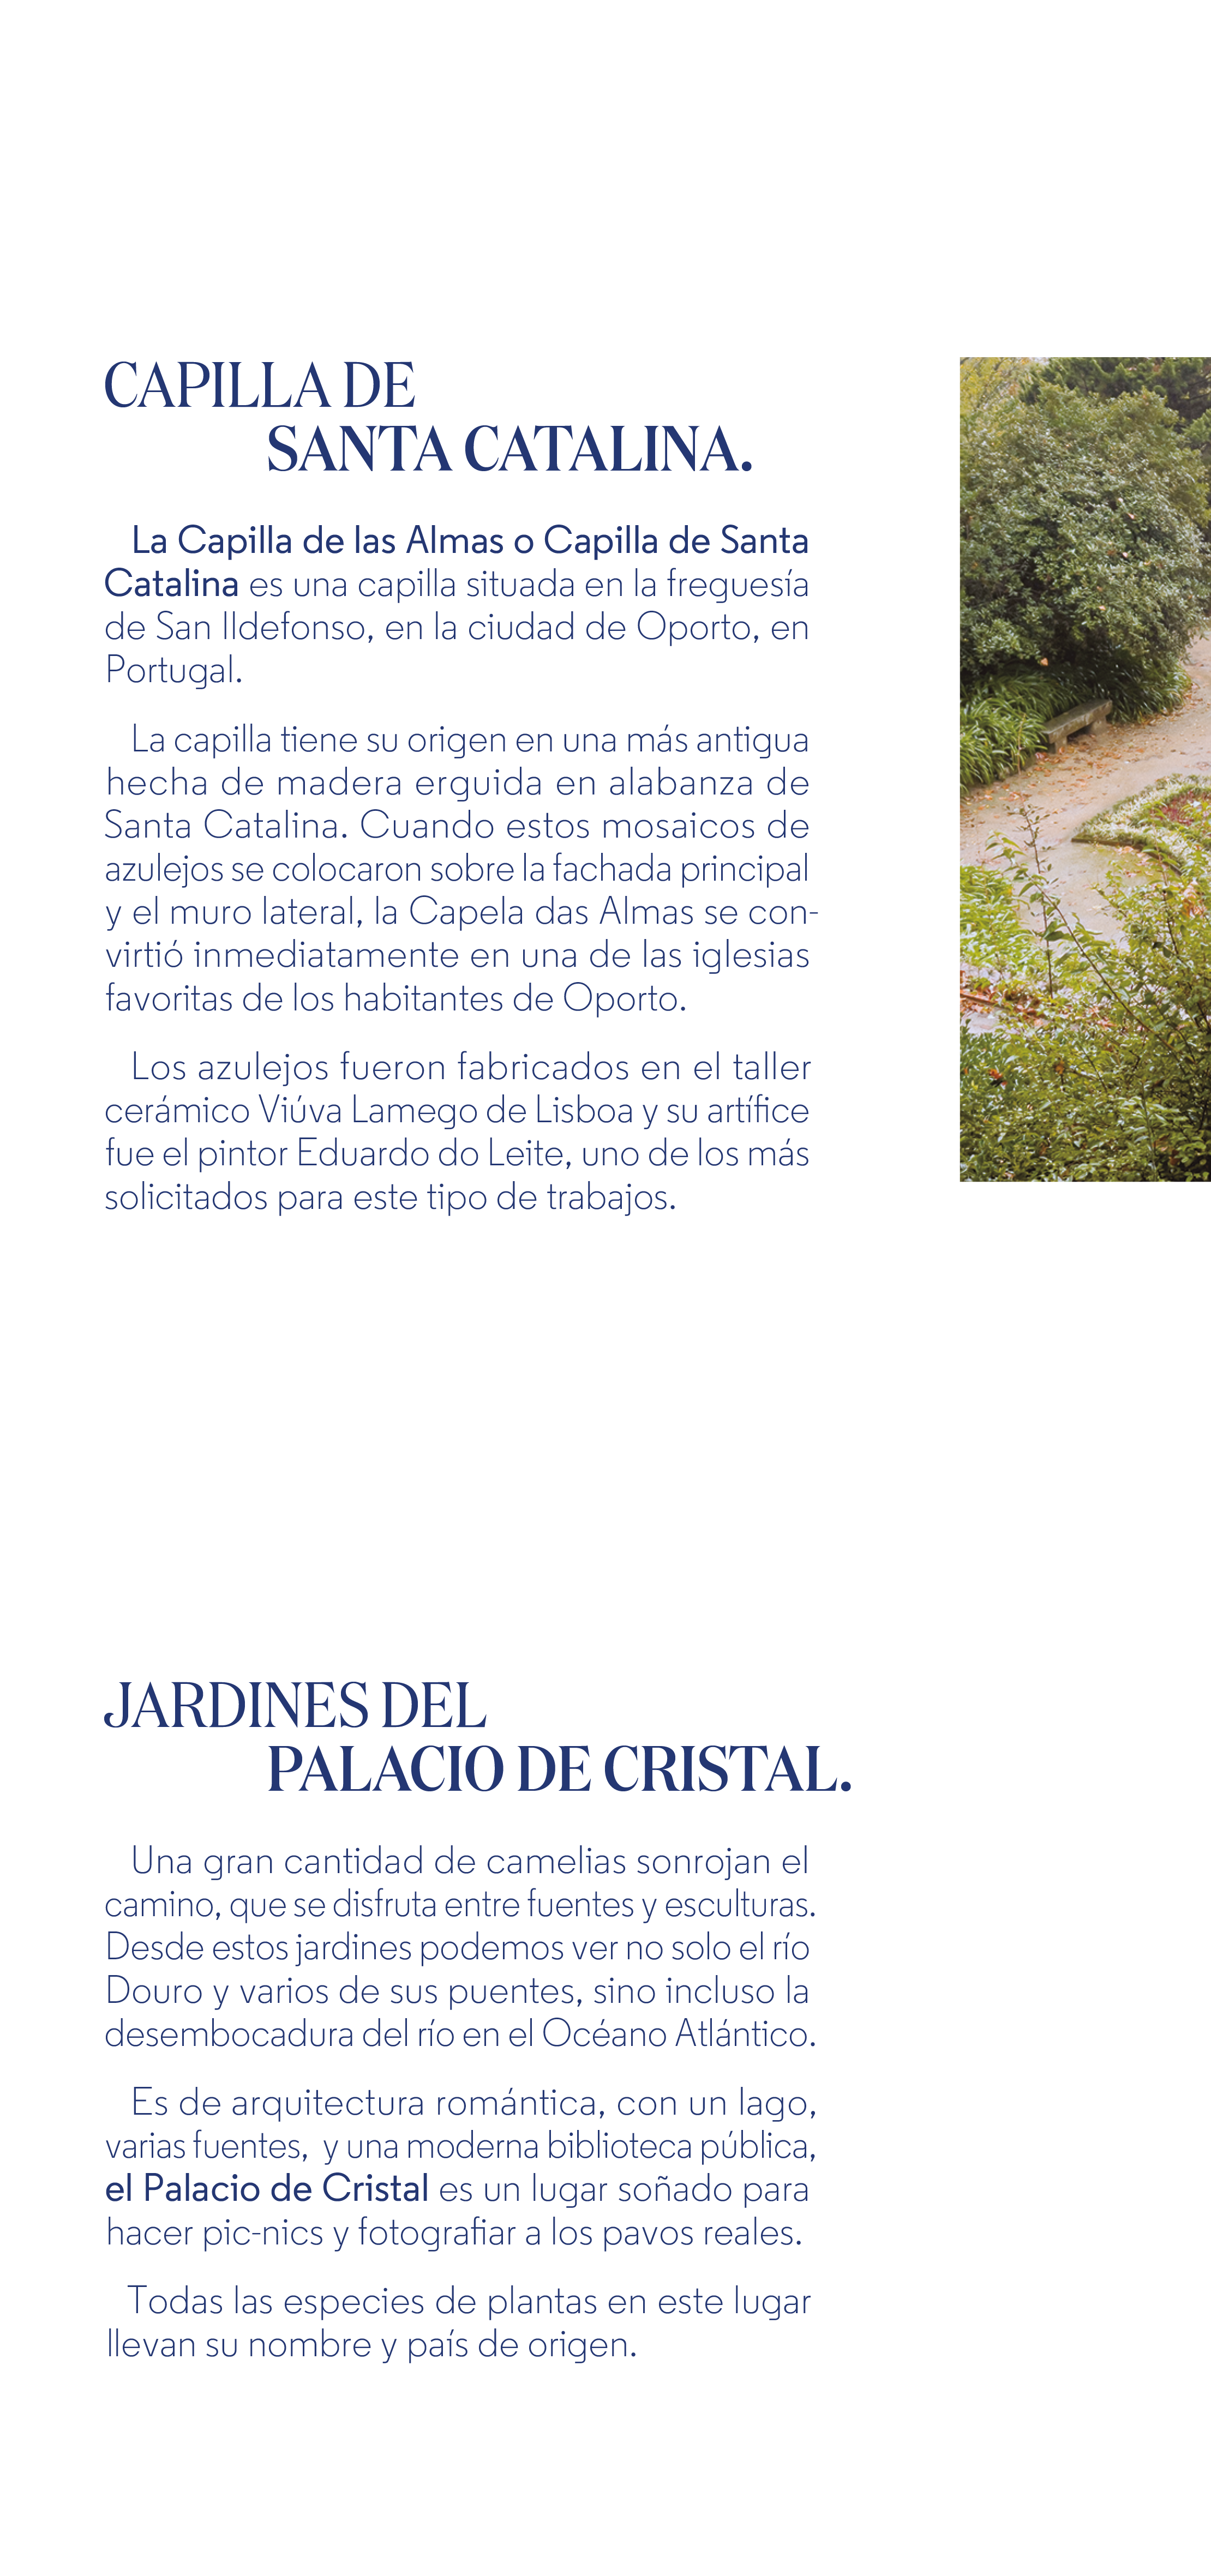 CAPILLA DE
SANTA CATALINA.
La Capilla de las Almas o Capilla de Santa
Catalina es una capilla situada en la freguesía
de San Ildefonso, en la ciudad de Oporto, en
Portugal.
La capilla tiene su origen en una más antigua
hecha de madera erguida en alabanza de
Santa Catalina. Cuando estos mosaicos de
azulejos se colocaron sobre la fachada principal
y el muro lateral, la Capela das Almas se con-
virtió inmediatamente en una de las iglesias
favoritas de los habitantes de Oporto.
Los azulejos fueron fabricados en el taller
cerámico Viúva Lamego de Lisboa y su artífice
fue el pintor Eduardo do Leite, uno de los más
solicitados para este tipo de trabajos.
JARDINES DEL
PALACIO DE CRISTAL.
Una gran cantidad de camelias sonrojan el
camino, que se disfruta entre fuentes y esculturas.
Desde estos jardines podemos ver no solo el río
Douro y varios de sus puentes, sino incluso la
desembocadura del río en el Océano Atlántico.
Es de arquitectura romántica, con un lago,
varias fuentes,  y una moderna biblioteca pública,
el Palacio de Cristal es un lugar soñado para
hacer pic-nics y fotografiar a los pavos reales.
Todas las especies de plantas en este lugar
llevan su nombre y país de origen.